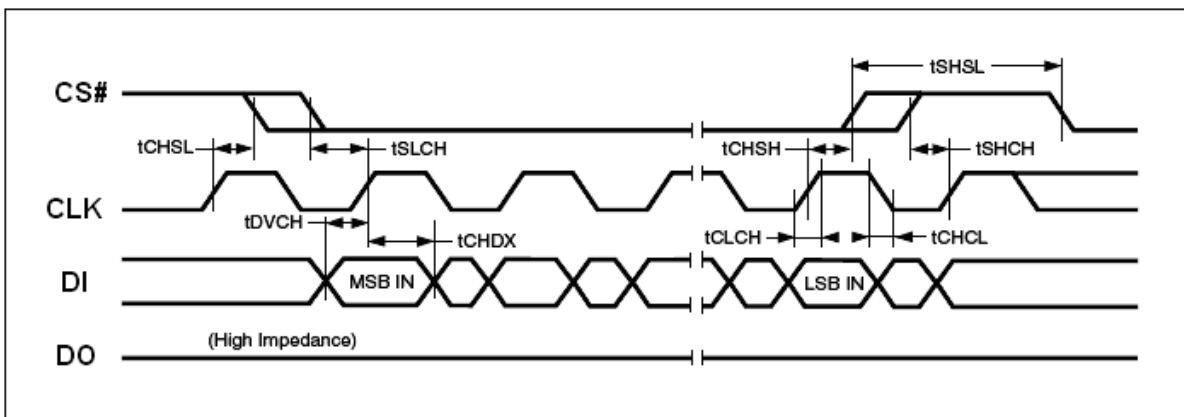 tSHSL
CS#
tCHSL
tSLCH
tCHSH
tSHCH
CLK
tDVCH
tCHDX
tCLCH
tCHCL
DI
MSB IN
LSB IN
(High Impedance)
DO